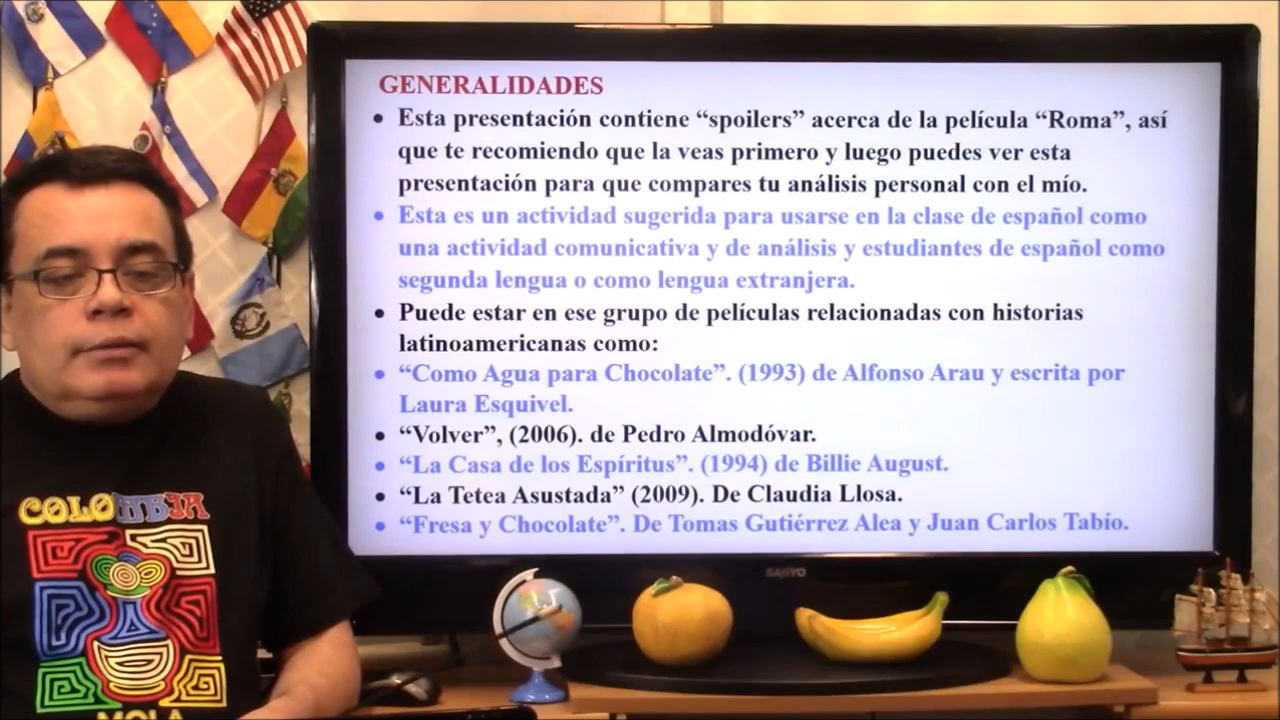 GENERALIDADES
• Esta presentación contiene “spoilers” acerca de la película “Roma”, así
que te recomiendo que la veas primero y luego puedes ver esta
presentación para que compares tu análisis personal con el mío.
• Esta es un actividad sugerida para usarse en la clase de español como
una actividad comunicativa y de análisis y estudiantes de español como
segunda lengua o como lengua extranjera.
• Puede estar en ese grupo de películas relacionadas con historias
latinoamericanas como:
• “Como Agua para Chocolate”. (1993) de Alfonso Arau y escrita por
Laura Esquivel.
• “Volver”, (2006). de Pedro Almodóvar.
• “La Casa de los Espíritus”. (1994) de Billie August.
• “La Tetea Asustada” (2009). De Claudia Llosa.
• “Fresa y Chocolate”. De Tomas Gutiérrez Alea y Juan Carlos Tabío.
SANYO
COLOMBIA
MOLA